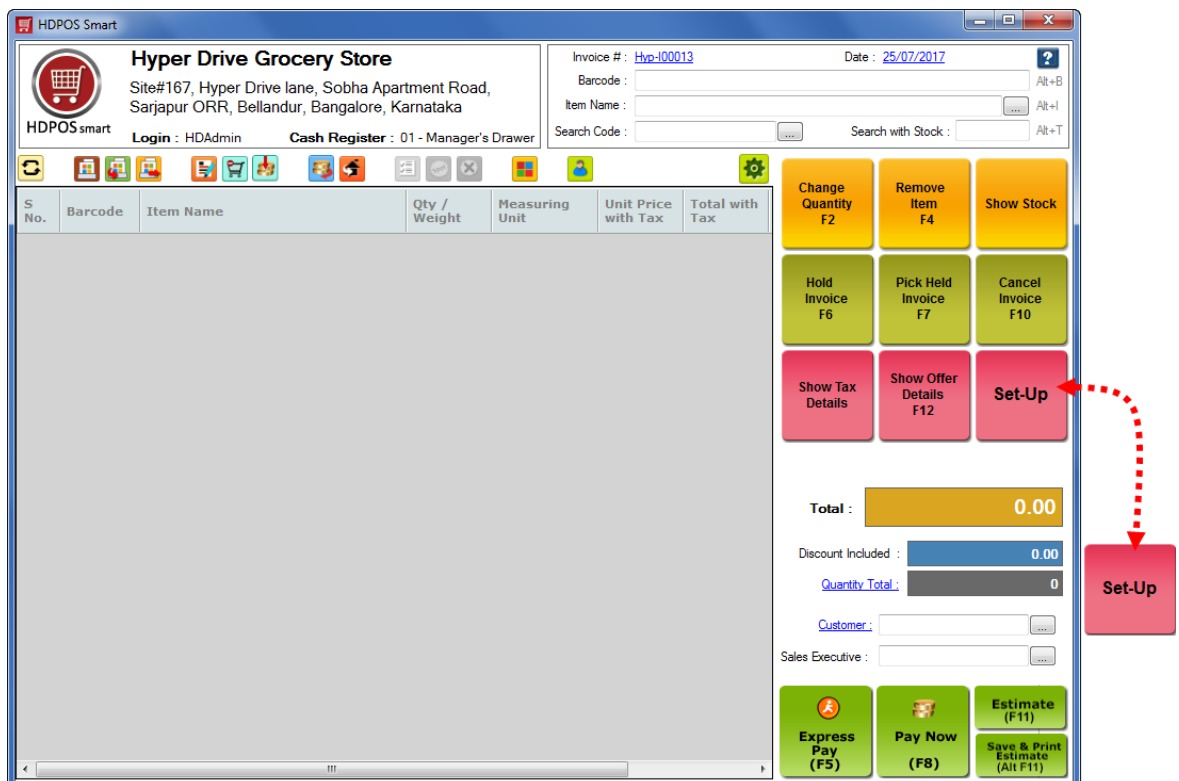 HDPOS Smart
Hyper Drive Grocery Store
Site#167, Hyper Drive lane, Sobha Apartment Road,
Sarjapur ORR, Bellandur, Bangalore, Karnataka
HDPOS smart
Login : HDAdmin Cash Register : 01 - Manager's Drawer
Invoice # : Hyp-I00013 Date : 25/07/2017 ?
Barcode : Alt+B
Item Name : ... Alt+I
Search Code : ... Search with Stock : Alt+T
S No. Barcode Item Name Qty / Weight Measuring Unit Unit Price with Tax Total with Tax
Change
Quantity
F2
Remove
Item
F4
Show Stock
Hold
Invoice
F6
Pick Held
Invoice
F7
Cancel
Invoice
F10
Show Tax
Details
Show Offer
Details
F12
Set-Up
Total : 0.00
Discount Included : 0.00
Quantity Total : 0
Set-Up
Customer : ...
Sales Executive : ...
Express
Pay
(F5)
Pay Now
(F8)
Estimate
(F11)
Save & Print
Estimate
(Alt F11)